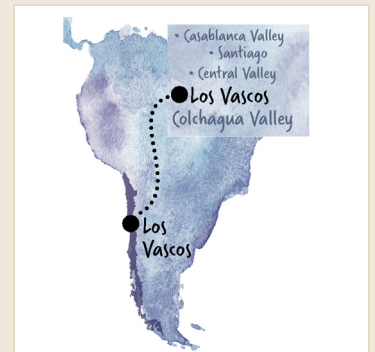 • Casablanca Valley
• Santiago
• Central Valley
Los Vascos
Colchagua Valley
Los
Vascos